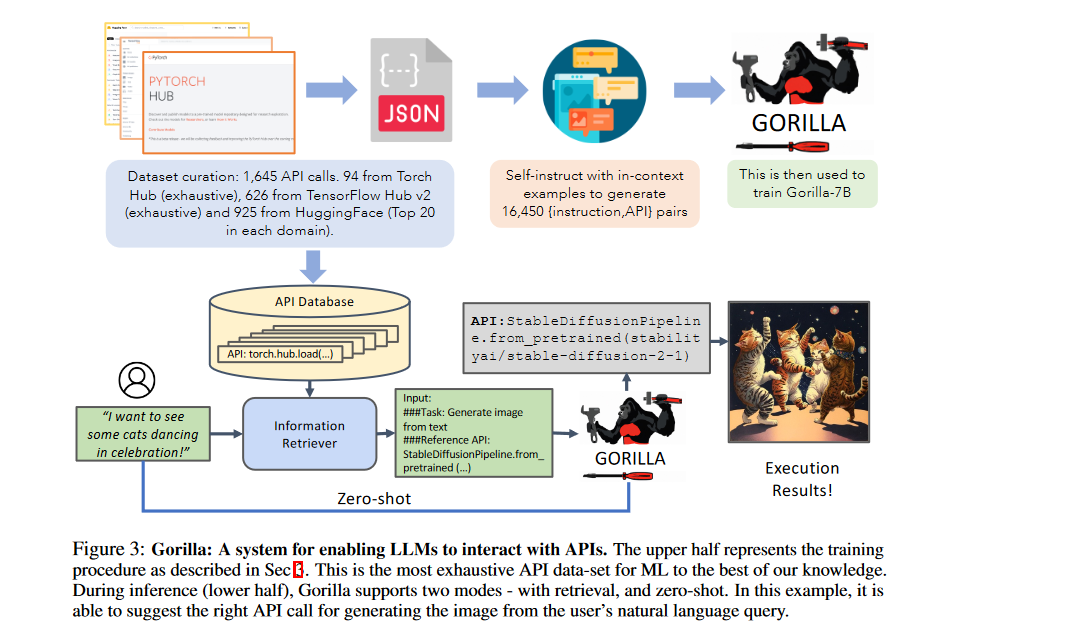 PYTORCH
HUB
{...}
JSON
GORILLA
Dataset curation: 1,645 API calls. 94 from Torch
Hub (exhaustive), 626 from TensorFlow Hub v2
(exhaustive) and 925 from HuggingFace (Top 20
in each domain).
Self-instruct with in-context
examples to generate
16,450 {instruction,API} pairs
This is then used to
train Gorilla-7B
API Database
API: torch.hub.load(...)
“I want to see
some cats dancing
in celebration!”
Information
Retriever
Input:
###Task: Generate image
from text
###Reference API:
StableDiffusionPipeline.from_
pretrained (...)
API:StableDiffusionPipelin
e.from_pretrained(stabilit
yai/stable-diffusion-2-1)
GORILLA
Execution
Results!
Zero-shot
Figure 3: Gorilla: A system for enabling LLMs to interact with APIs. The upper half represents the training
procedure as described in Sec 3. This is the most exhaustive API data-set for ML to the best of our knowledge.
During inference (lower half), Gorilla supports two modes - with retrieval, and zero-shot. In this example, it is
able to suggest the right API call for generating the image from the user’s natural language query.